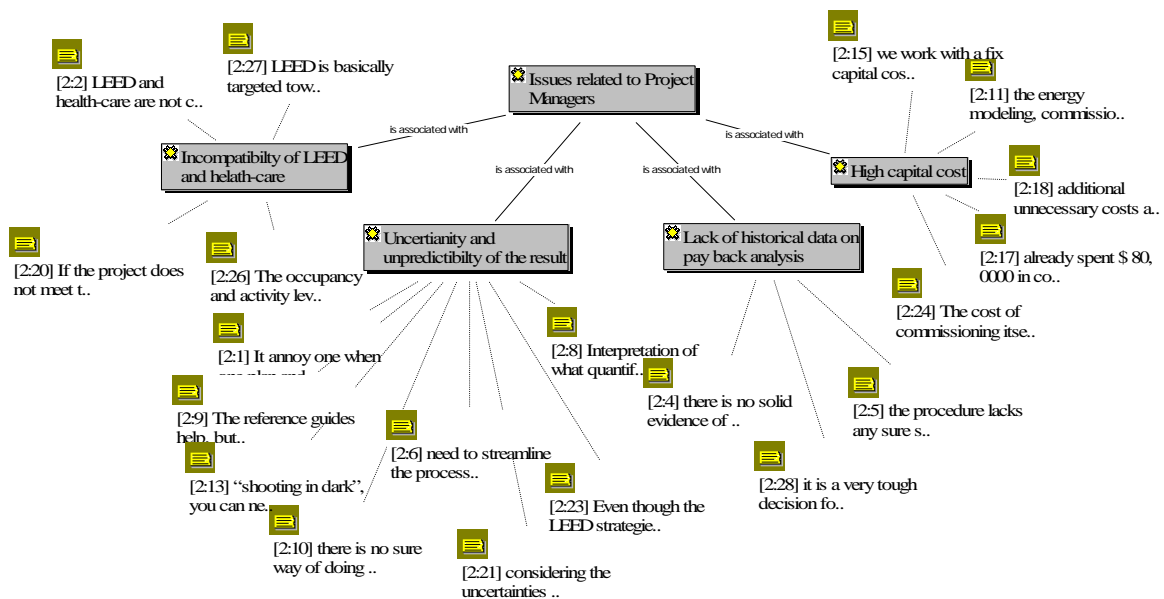 [2:2] LEED and
health-care are not c..
[2:27] LEED is basically
targeted tow..
Issues related to Project
Managers
[2:15] we work with a fix
capital cos..
[2:11] the energy
modeling, commissio..
is associated with
is associated with
is associated with
is associated with
Incompatibilty of LEED
and helath-care
High capital cost
[2:18] additional
unnecessary costs a..
[2:20] If the project does
not meet t..
[2:26] The occupancy
and activity lev..
Uncertianity and
unpredictibilty of the result
Lack of historical data on
pay back analysis
[2:17] already spent $ 80,
0000 in co..
[2:24] The cost of
commissioning itse..
[2:1] It annoy one when
[2:8] Interpretation of
what quantif..
[2:4] there is no solid
evidence of ..
[2:5] the procedure lacks
any sure s..
[2:9] The reference guides
help, but..
[2:6] need to streamline
the process..
[2:13] “shooting in dark”,
you can ne..
[2:28] it is a very tough
decision fo..
[2:23] Even though the
LEED strategie..
[2:10] there is no sure
way of doing ..
[2:21] considering the
uncertainties ..